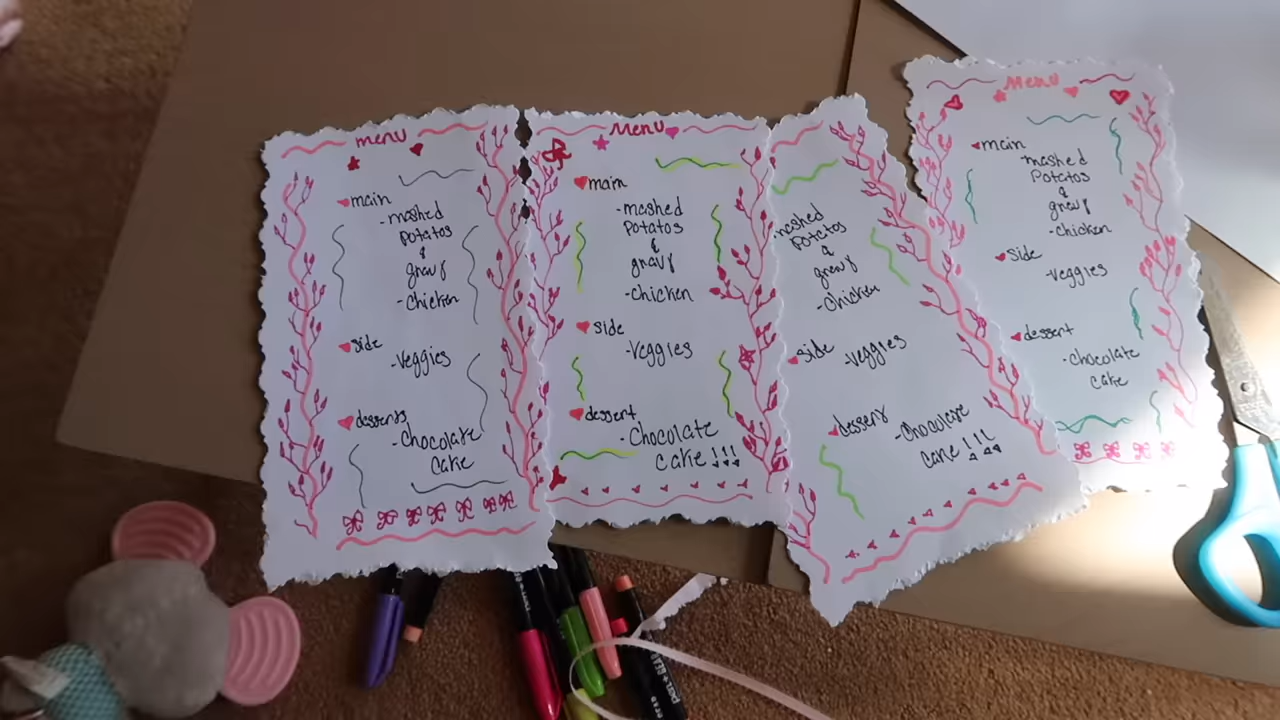 menu
main
-mashed
potatos
&
gravy
-chicken
side
-veggies
desserts
-chocolate
cake
Menu
main
-mashed
potatos
&
gravy
-chicken
side
-veggies
dessert
-chocolate
cake!!!
mashed
potatos
&
gravy
-chicken
side
-veggies
dessert
-chocolate
cake!!!
Menu
main
mashed
potatos
&
gravy
-chicken
side
-veggies
dessert
-chocolate
cake